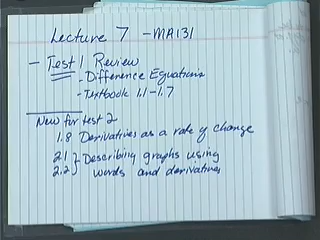 Lecture 7 - MA131
- Test 1 Review
- Difference Equations
- Textbook 1.1-1.7
New for test 2
1.8 Derivatives as a rate of change
2.1 } Describing graphs using
2.2 } words and derivatives